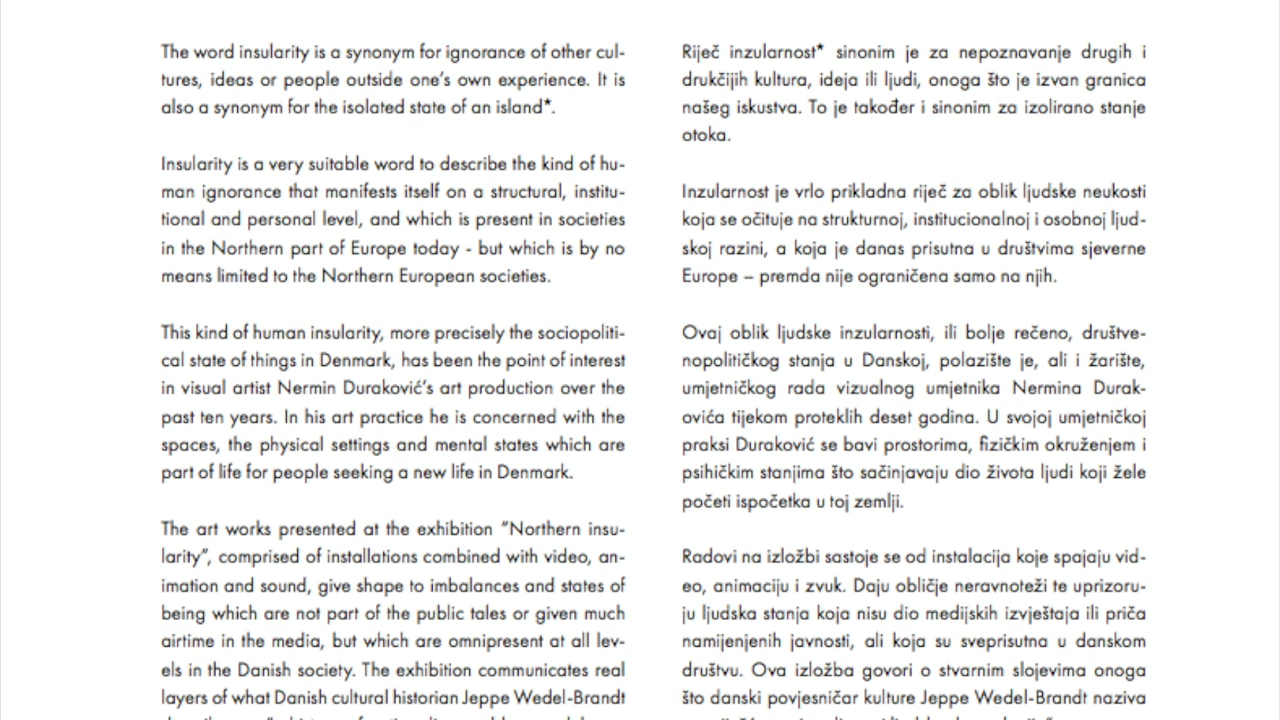 The word insularity is a synonym for ignorance of other cul-
tures, ideas or people outside one's own experience. It is
also a synonym for the isolated state of an island*.
Insularity is a very suitable word to describe the kind of hu-
man ignorance that manifests itself on a structural, institu-
tional and personal level, and which is present in societies
in the Northern part of Europe today - but which is by no
means limited to the Northern European societies.
This kind of human insularity, more precisely the sociopoliti-
cal state of things in Denmark, has been the point of interest
in visual artist Nermin Duraković's art production over the
past ten years. In his art practice he is concerned with the
spaces, the physical settings and mental states which are
part of life for people seeking a new life in Denmark.
The art works presented at the exhibition "Northern insu-
larity", comprised of installations combined with video, an-
imation and sound, give shape to imbalances and states of
being which are not part of the public tales or given much
airtime in the media, but which are omnipresent at all lev-
els in the Danish society. The exhibition communicates real
layers of what Danish cultural historian Jeppe Wedel-Brandt
Riječ inzularnost* sinonim je za nepoznavanje drugih i
drukčijih kultura, ideja ili ljudi, onoga što je izvan granica
našeg iskustva. To je također i sinonim za izolirano stanje
otoka.
Inzularnost je vrlo prikladna riječ za oblik ljudske neukosti
koja se očituje na strukturnoj, institucionalnoj i osobnoj ljud-
skoj razini, a koja je danas prisutna u društvima sjeverne
Europe – premda nije ograničena samo na njih.
Ovaj oblik ljudske inzularnosti, ili bolje rečeno, društve-
nopolitičkog stanja u Danskoj, polazište je, ali i žarište,
umjetničkog rada vizualnog umjetnika Nermina Durak-
ovića tijekom proteklih deset godina. U svojoj umjetničkoj
praksi Duraković se bavi prostorima, fizičkim okruženjem i
psihičkim stanjima što sačinjavaju dio života ljudi koji žele
početi ispočetka u toj zemlji.
Radovi na izložbi sastoje se od instalacija koje spajaju vid-
eo, animaciju i zvuk. Daju obličje neravnoteži te uprizoru-
ju ljudska stanja koja nisu dio medijskih izvještaja ili priča
namijenjenih javnosti, ali koja su sveprisutna u danskom
društvu. Ova izložba govori o stvarnim slojevima onoga
što danski povjesničar kulture Jeppe Wedel-Brandt naziva